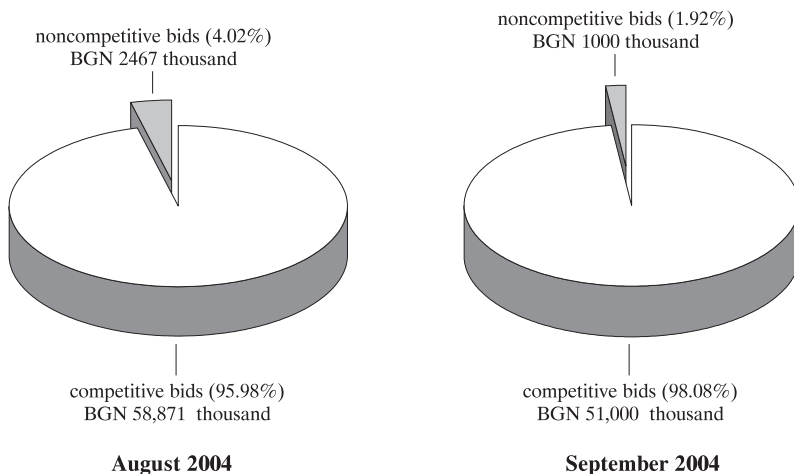 noncompetitive bids (4.02%)
BGN 2467 thousand
competitive bids (95.98%)
BGN 58,871 thousand
August 2004
noncompetitive bids (1.92%)
BGN 1000 thousand
competitive bids (98.08%)
BGN 51,000 thousand
September 2004